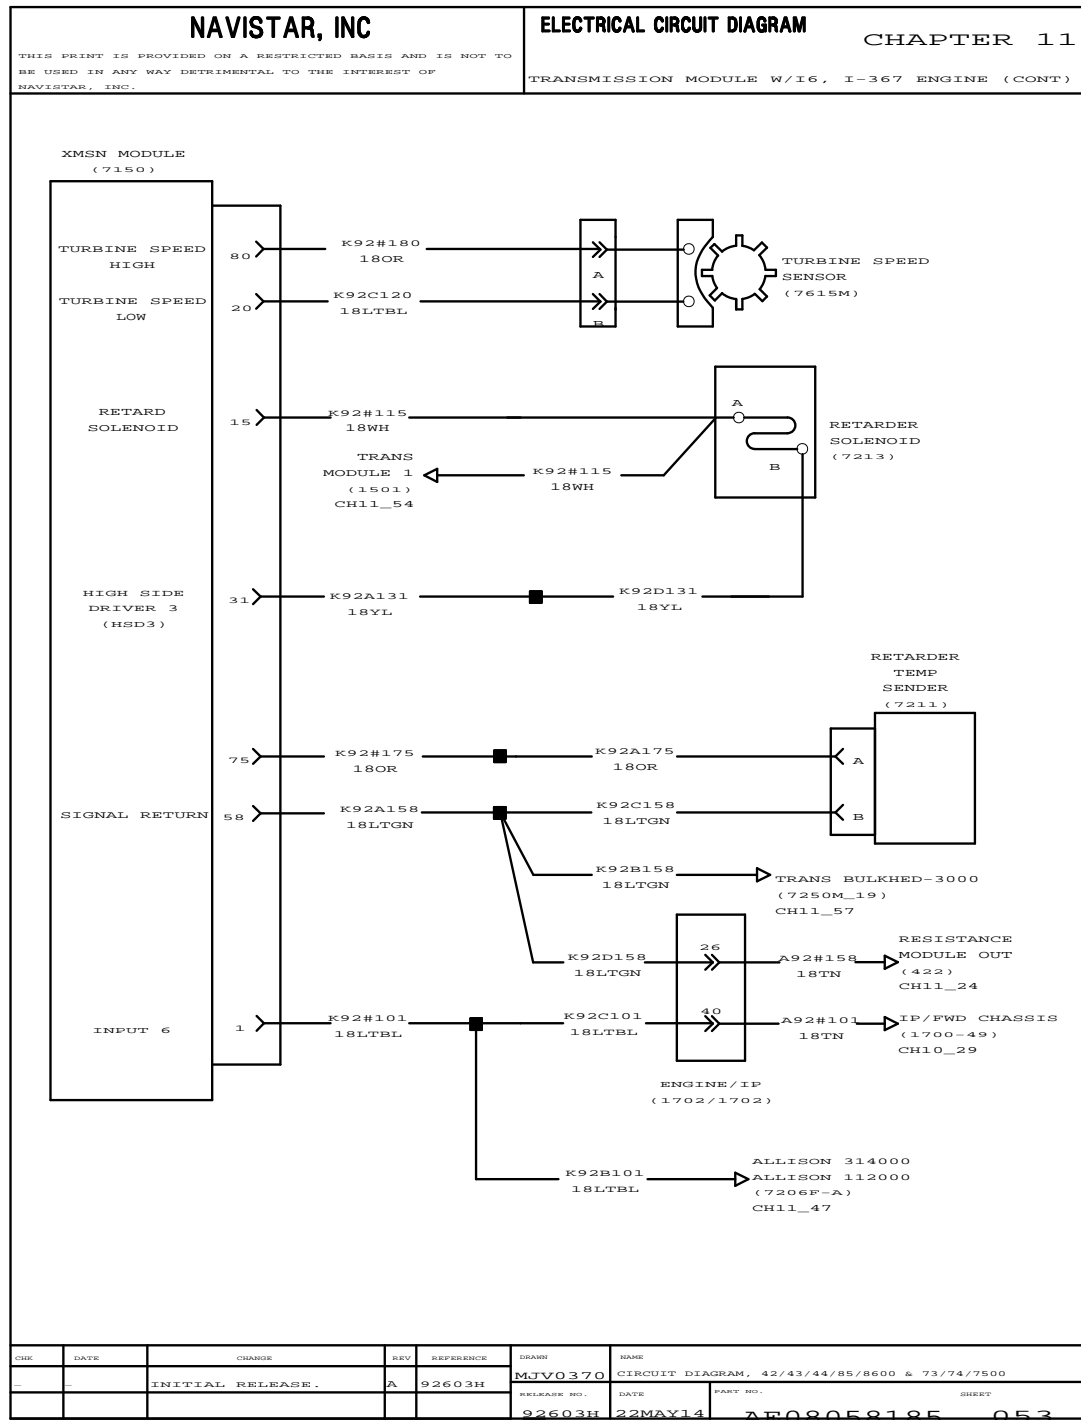 NAVISTAR, INC
THIS PRINT IS PROVIDED ON A RESTRICTED BASIS AND IS NOT TO
BE USED IN ANY WAY DETRIMENTAL TO THE INTEREST OF
NAVISTAR, INC.
ELECTRICAL CIRCUIT DIAGRAM
CHAPTER 11
TRANSMISSION MODULE W/I6, I-367 ENGINE (CONT)
XMSN MODULE
(7150)
TURBINE SPEED
HIGH
80
K92#180
18OR
A
TURBINE SPEED
SENSOR
(7615M)
TURBINE SPEED
LOW
20
K92C120
18LTBL
B
RETARD
SOLENOID
15
K92#115
18WH
A
B
RETARDER
SOLENOID
(7213)
TRANS
MODULE 1
(1501)
CH11_54
K92#115
18WH
HIGH SIDE
DRIVER 3
(HSD3)
31
K92A131
18YL
K92D131
18YL
RETARDER
TEMP
SENDER
(7211)
75
K92#175
18OR
K92A175
18OR
A
SIGNAL RETURN
58
K92A158
18LTGN
K92C158
18LTGN
B
K92B158
18LTGN
TRANS BULKHED-3000
(7250M_19)
CH11_57
K92D158
18LTGN
26
A92#158
18TN
RESISTANCE
MODULE OUT
(422)
CH11_24
INPUT 6
1
K92#101
18LTBL
K92C101
18LTBL
40
A92#101
18TN
IP/FWD CHASSIS
(1700-49)
CH10_29
ENGINE/IP
(1702/1702)
K92B101
18LTBL
ALLISON 314000
ALLISON 112000
(7206F-A)
CH11_47
CHK DATE CHANGE REV REFERENCE
- - INITIAL RELEASE. A 92603H
DRAWN
MJV0370
NAME
CIRCUIT DIAGRAM, 42/43/44/85/8600 & 73/74/7500
RELEASE NO.
92603H
DATE
22MAY14
PART NO.
AF08058185
SHEET
053